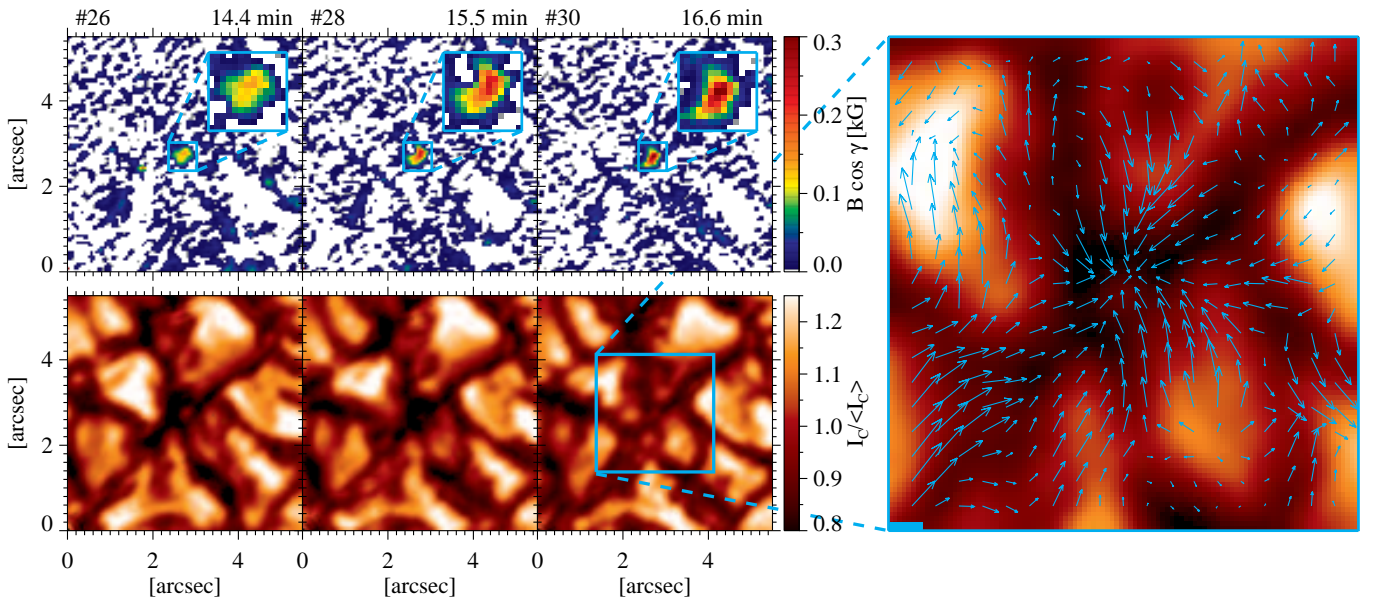 #26 14.4 min #28 15.5 min #30 16.6 min
0.3
4
0.2
[arcsec]
B cos γ [kG]
2
0.1
0
0.0
1.2
4
1.1
[arcsec]
I_C/<I_C>
1.0
2
0.9
0
0.8
0 2 4 0 2 4 0 2 4
[arcsec] [arcsec] [arcsec]